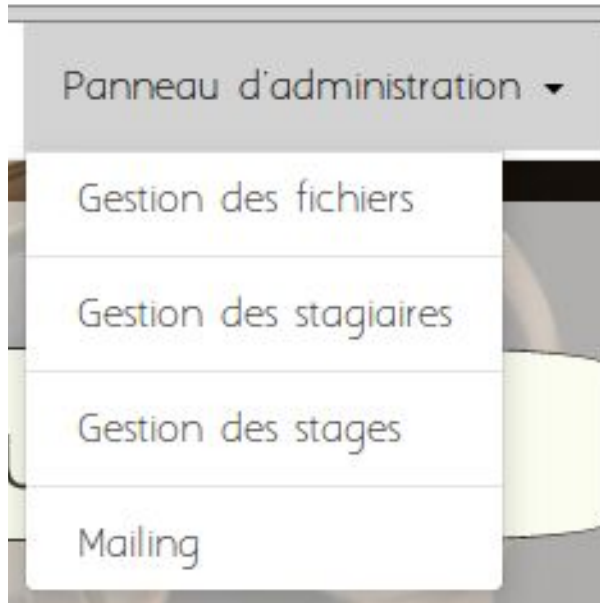 Panneau d'administration
Gestion des fichiers
Gestion des stagiaires
Gestion des stages
Mailing